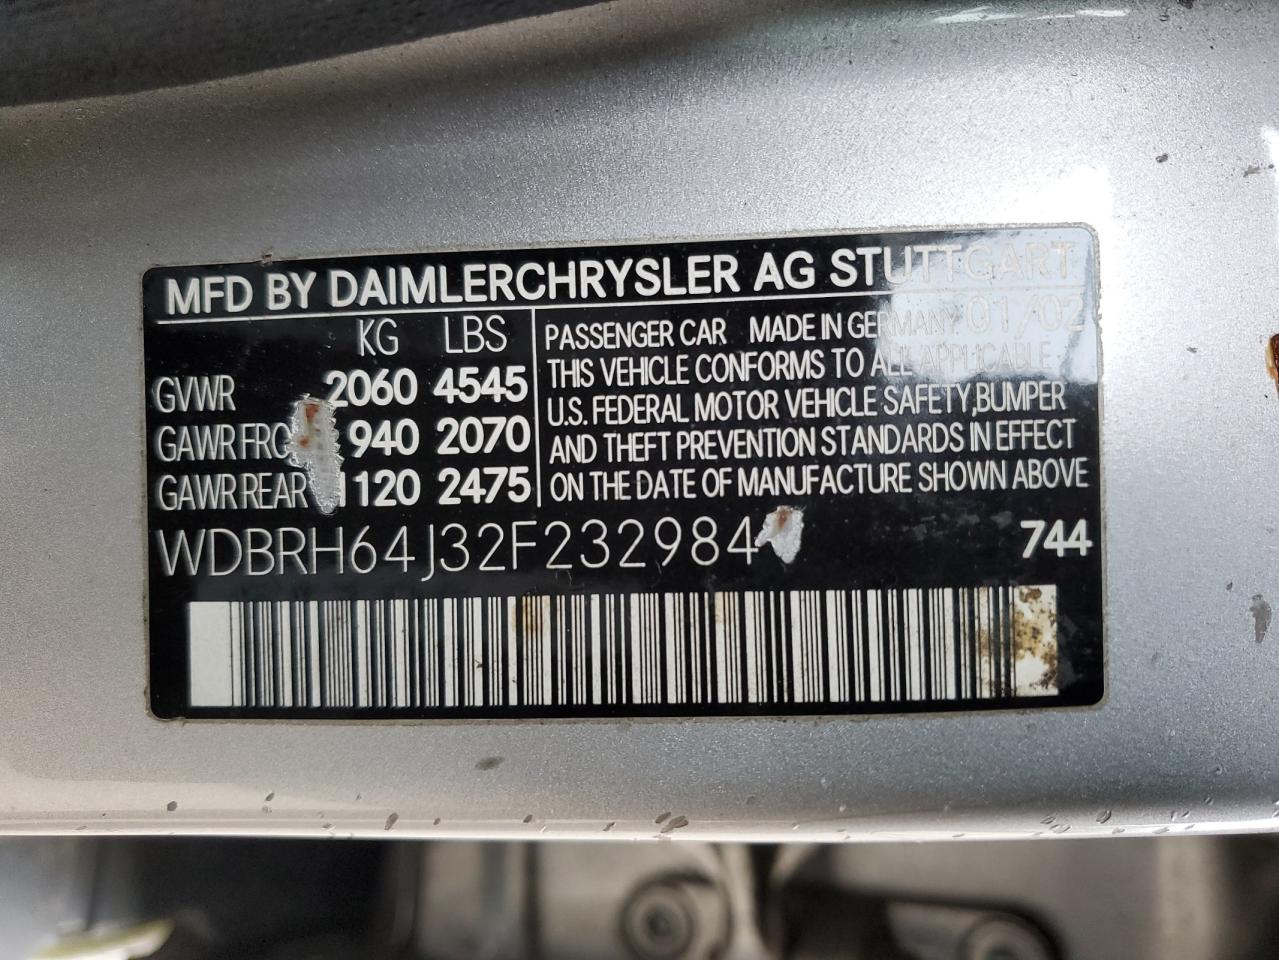 MFD BY DAIMLERCHRYSLER AG STUTTGART
KG LBS
GVWR 2060 4545
GAWR 940 2070
GAWR REAR 1120 2475
PASSENGER CAR MADE IN GERMANY 01/02
THIS VEHICLE CONFORMS TO ALL APPLICABLE
U.S. FEDERAL MOTOR VEHICLE SAFETY,BUMPER
AND THEFT PREVENTION STANDARDS IN EFFECT
ON THE DATE OF MANUFACTURE SHOWN ABOVE
WDBRH64J32F232984 744